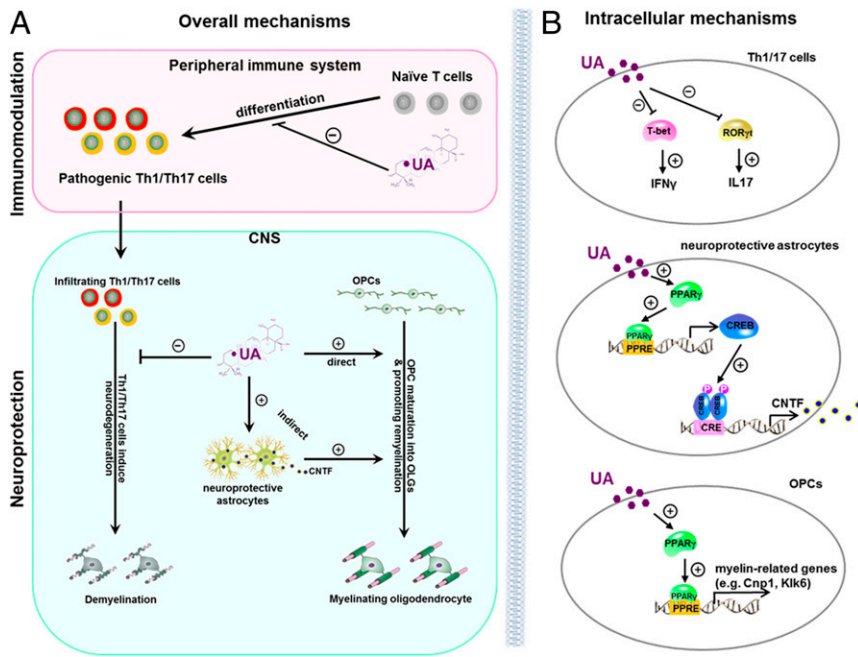 A
Overall mechanisms
Immunomodulation
Peripheral immune system
Naïve T cells
differentiation
UA
Pathogenic Th1/Th17 cells
Neuroprotection
CNS
Infiltrating Th1/Th17 cells
OPCs
UA
direct
Th1/Th17 cells induce
neurodegeneration
OPC maturation into OLGs
& promoting remyelination
indirect
CNTF
neuroprotective
astrocytes
Demyelination
Myelinating oligodendrocyte
B
Intracellular mechanisms
Th1/17 cells
UA
T-bet
RORγt
IFNγ
IL17
neuroprotective astrocytes
UA
PPARγ
PPARγ
PPRE
CREB
P
P
CREB
CREB
CRE
CNTF
OPCs
UA
PPARγ
PPARγ
PPRE
myelin-related genes
(e.g. Cnp1, Klk6)